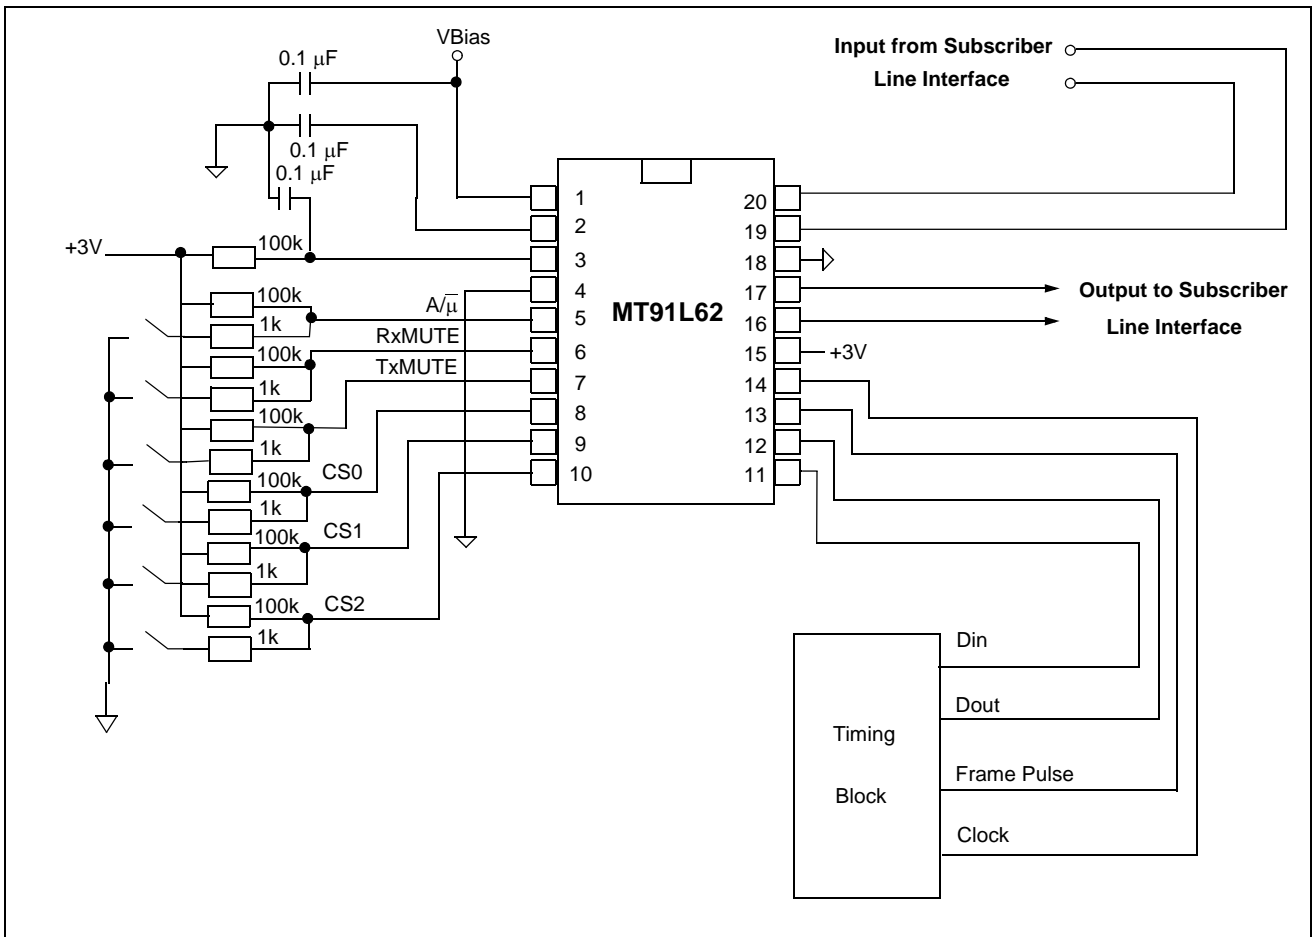 VBias
0.1 μF
0.1 μF
0.1 μF
Input from Subscriber
Line Interface
+3V
100k
100k
A/μ̅
1k
RxMUTE
100k
TxMUTE
1k
100k
1k
CS0
100k
1k
CS1
100k
1k
CS2
100k
1k
1
2
3
4
5
6
7
8
9
10
MT91L62
20
19
18
17
16
15
14
13
12
11
Output to Subscriber
Line Interface
+3V
Timing
Block
Din
Dout
Frame Pulse
Clock